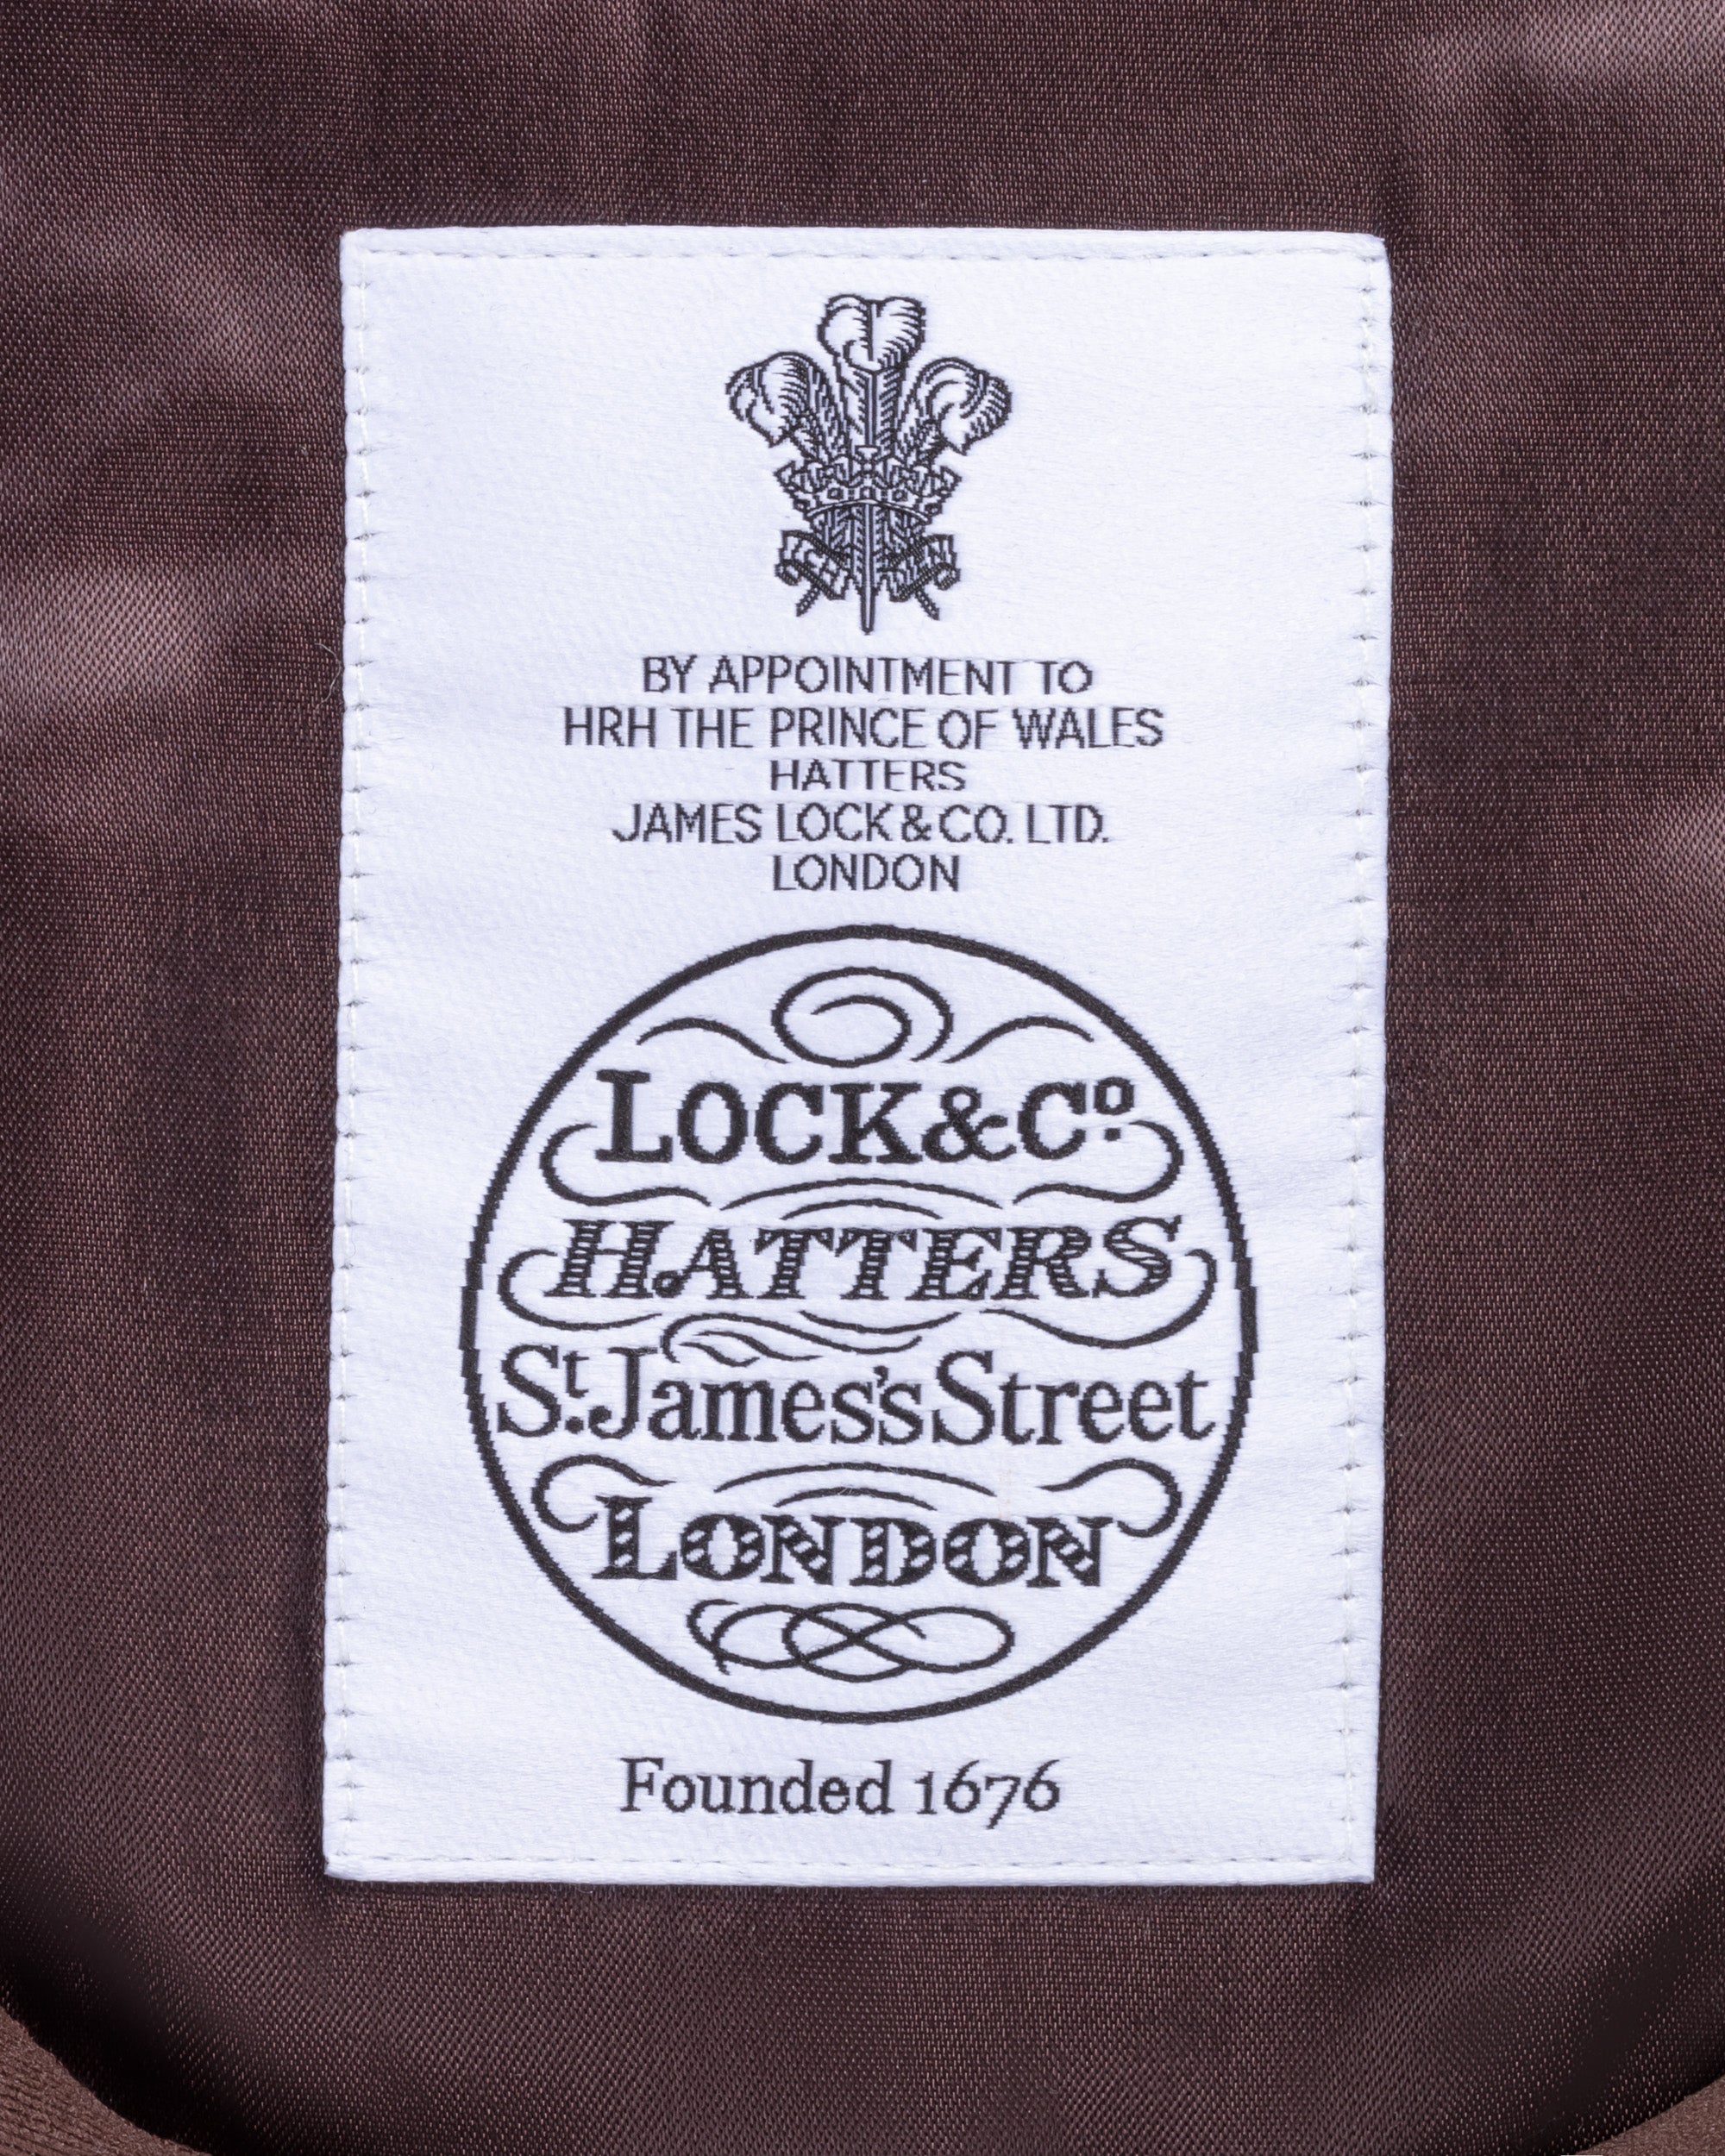 BY APPOINTMENT TO
HRH THE PRINCE OF WALES
HATTERS
JAMES LOCK & CO. LTD.
LONDON
LOCK & Cº.
HATTERS
St. James's Street
LONDON
Founded 1676